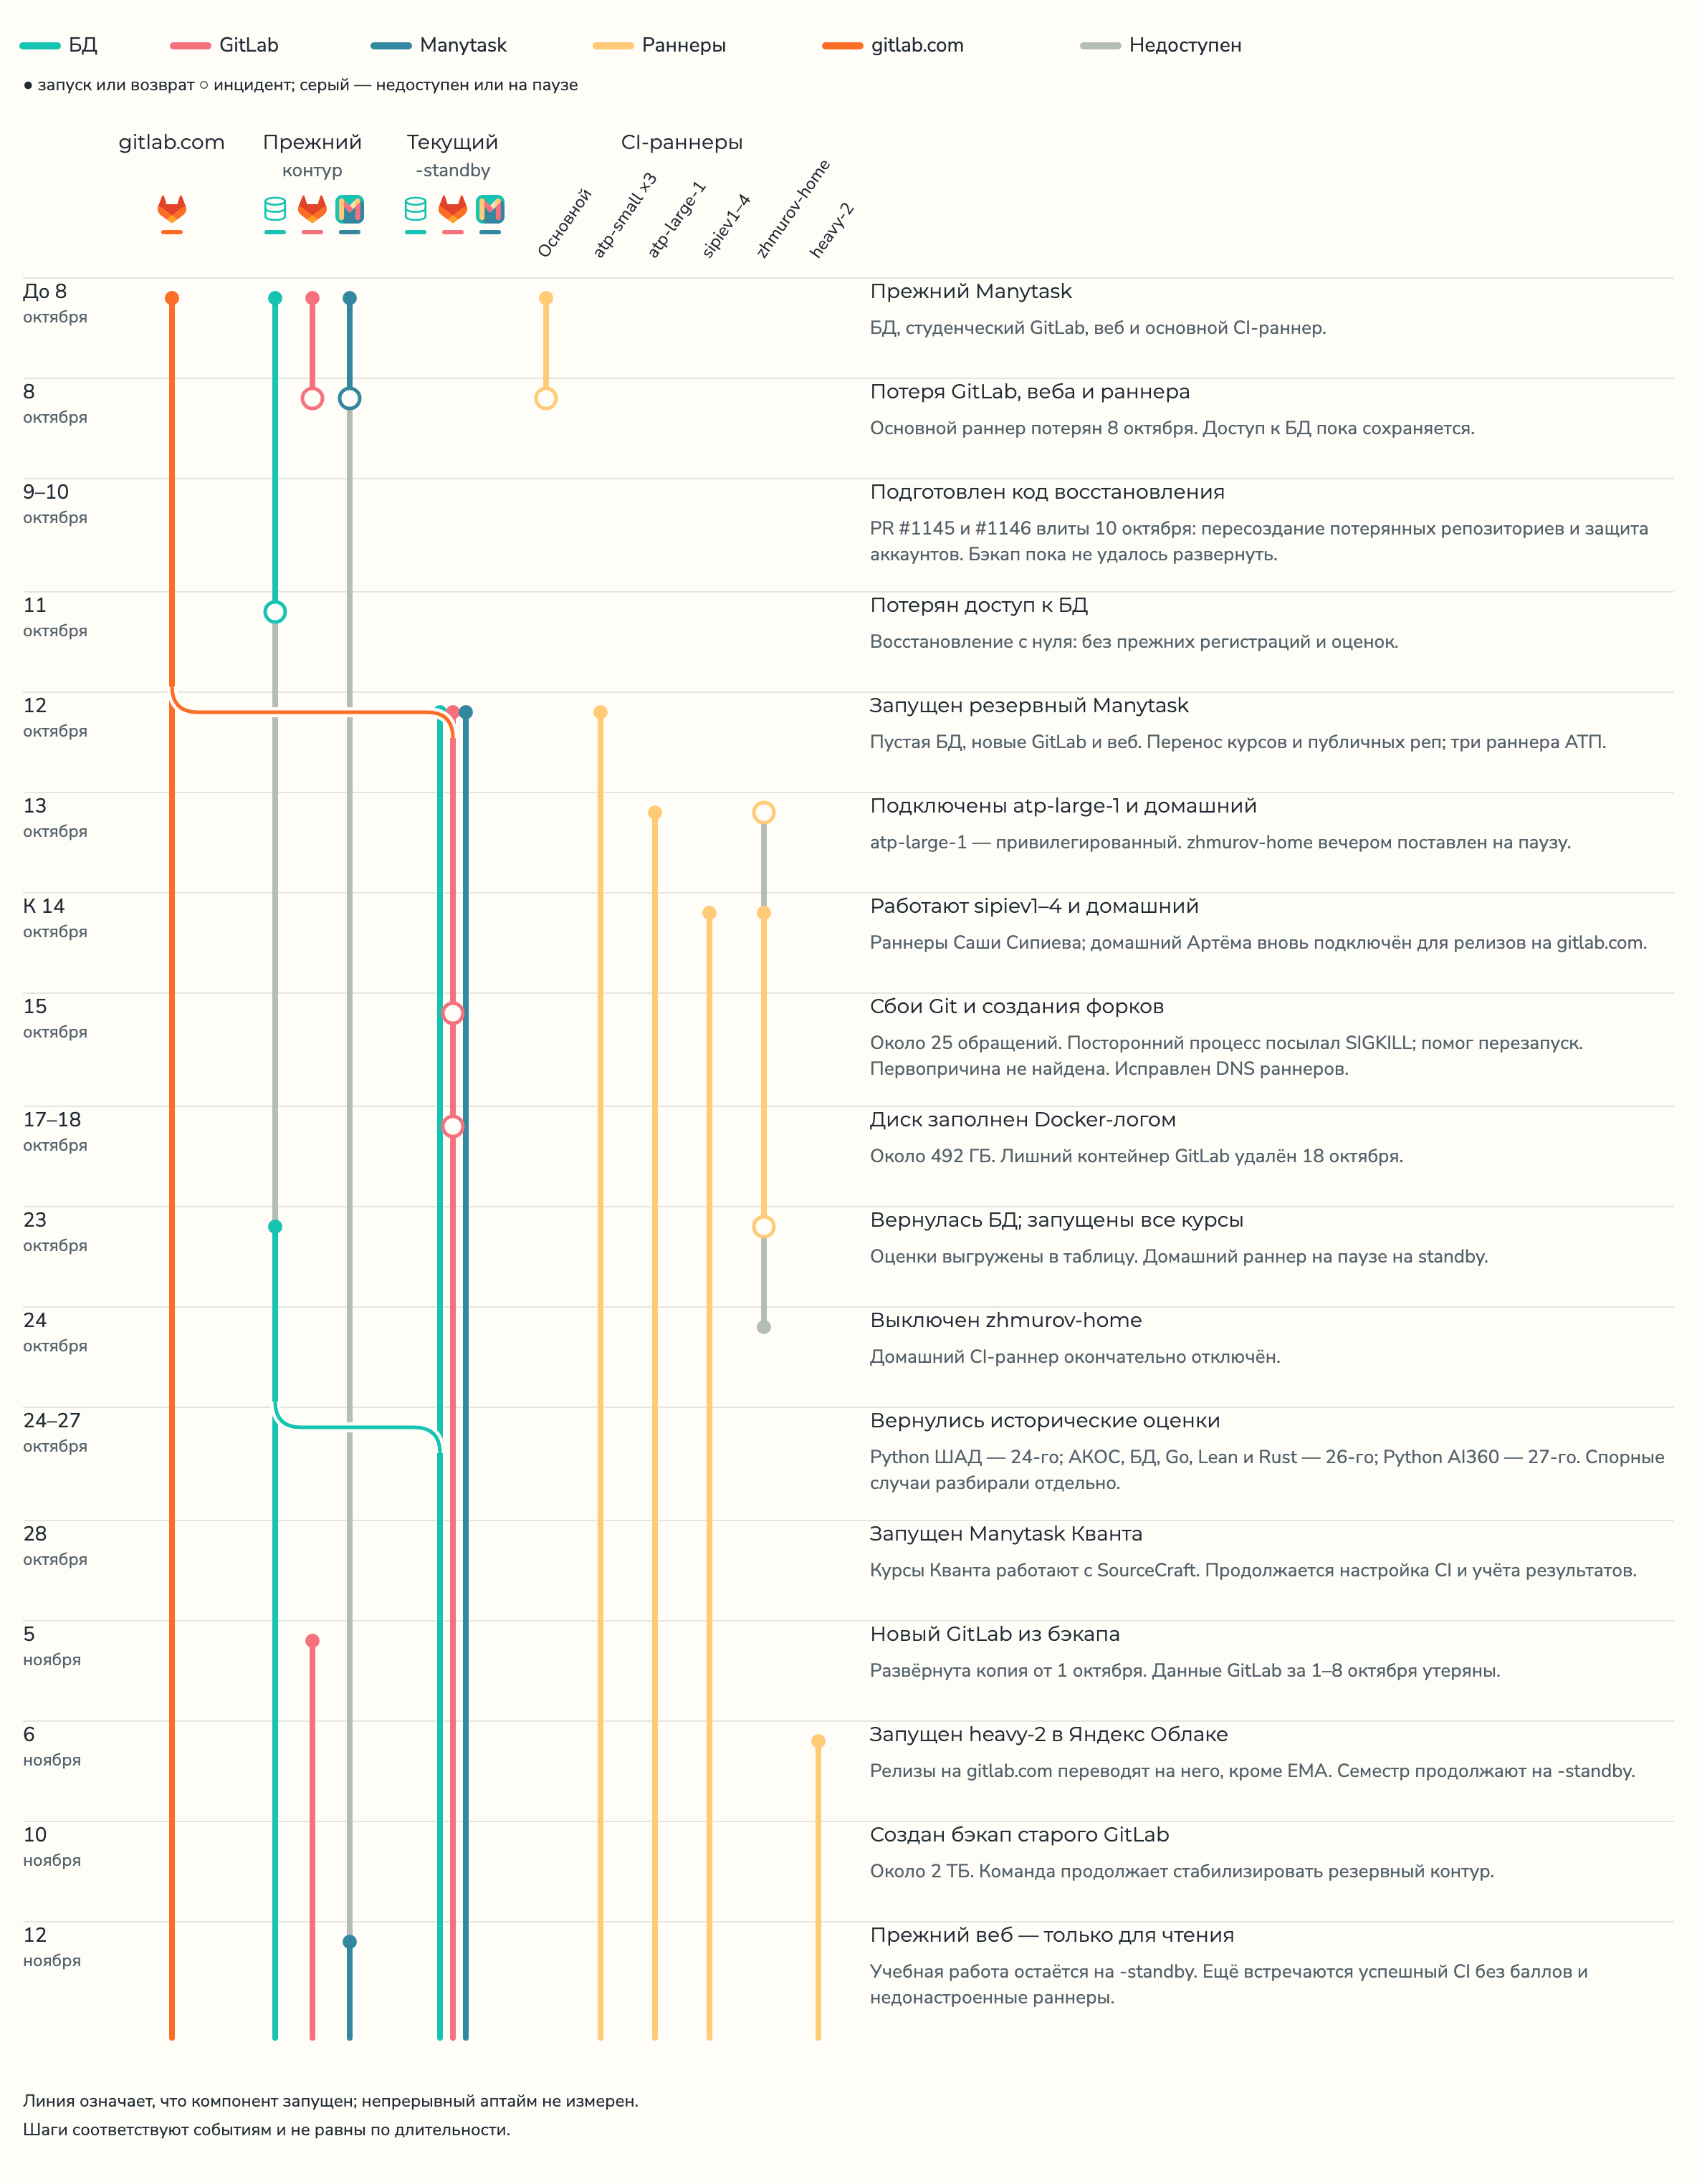 БД GitLab Manytask Раннеры gitlab.com Недоступен
● запуск или возврат ○ инцидент; серый — недоступен или на паузе
gitlab.com Прежний Текущий CI-раннеры
контур -standby
Основной atp-small ×3 atp-large-1 sipiev1–4 zhmurov-home heavy-2
До 8 Прежний Manytask
октября БД, студенческий GitLab, веб и основной CI-раннер.
8 Потеря GitLab, веба и раннера
октября Основной раннер потерян 8 октября. Доступ к БД пока сохраняется.
9–10 Подготовлен код восстановления
октября PR #1145 и #1146 влиты 10 октября: пересоздание потерянных репозиториев и защита
аккаунтов. Бэкап пока не удалось развернуть.
11 Потерян доступ к БД
октября Восстановление с нуля: без прежних регистраций и оценок.
12 Запущен резервный Manytask
октября Пустая БД, новые GitLab и веб. Перенос курсов и публичных реп; три раннера АТП.
13 Подключены atp-large-1 и домашний
октября atp-large-1 — привилегированный. zhmurov-home вечером поставлен на паузу.
К 14 Работают sipiev1–4 и домашний
октября Раннеры Саши Сипиева; домашний Артёма вновь подключён для релизов на gitlab.com.
15 Сбои Git и создания форков
октября Около 25 обращений. Посторонний процесс посылал SIGKILL; помог перезапуск.
Первопричина не найдена. Исправлен DNS раннеров.
17–18 Диск заполнен Docker-логом
октября Около 492 ГБ. Лишний контейнер GitLab удалён 18 октября.
23 Вернулась БД; запущены все курсы
октября Оценки выгружены в таблицу. Домашний раннер на паузе на standby.
24 Выключен zhmurov-home
октября Домашний CI-раннер окончательно отключён.
24–27 Вернулись исторические оценки
октября Python ШАД — 24-го; АКОС, БД, Go, Lean и Rust — 26-го; Python AI360 — 27-го. Спорные
случаи разбирали отдельно.
28 Запущен Manytask Кванта
октября Курсы Кванта работают с SourceCraft. Продолжается настройка CI и учёта результатов.
5 Новый GitLab из бэкапа
ноября Развёрнута копия от 1 октября. Данные GitLab за 1–8 октября утеряны.
6 Запущен heavy-2 в Яндекс Облаке
ноября Релизы на gitlab.com переводят на него, кроме EMA. Семестр продолжают на -standby.
10 Создан бэкап старого GitLab
ноября Около 2 ТБ. Команда продолжает стабилизировать резервный контур.
12 Прежний веб — только для чтения
ноября Учебная работа остаётся на -standby. Ещё встречаются успешный CI без баллов и
недонастроенные раннеры.
Линия означает, что компонент запущен; непрерывный аптайм не измерен.
Шаги соответствуют событиям и не равны по длительности.